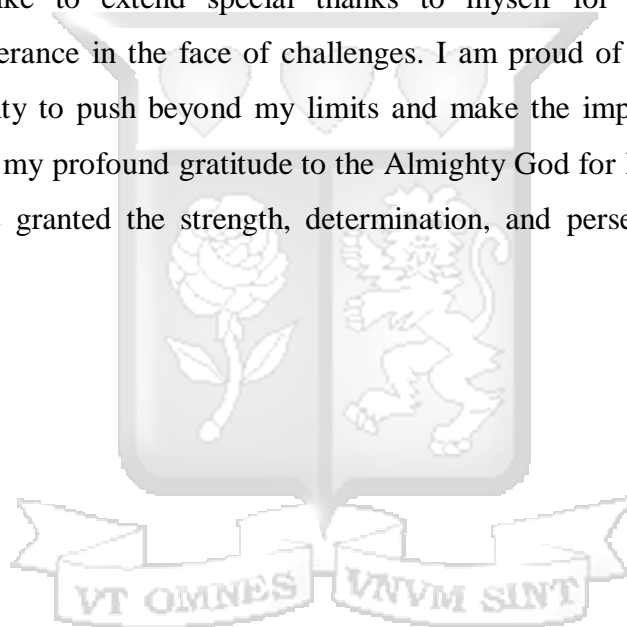 like to extend special thanks to myself for
erance in the face of challenges. I am proud of
ty to push beyond my limits and make the imp
my profound gratitude to the Almighty God for
granted the strength, determination, and perse
VT OMNES VNVM SINT